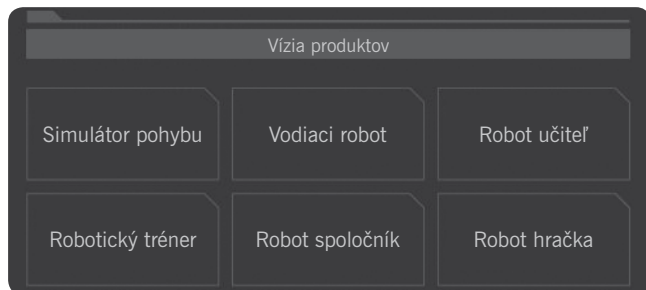 Vízia produktov
Simulátor pohybu
Vodiaci robot
Robot učiteľ
Robotický tréner
Robot spoločník
Robot hračka